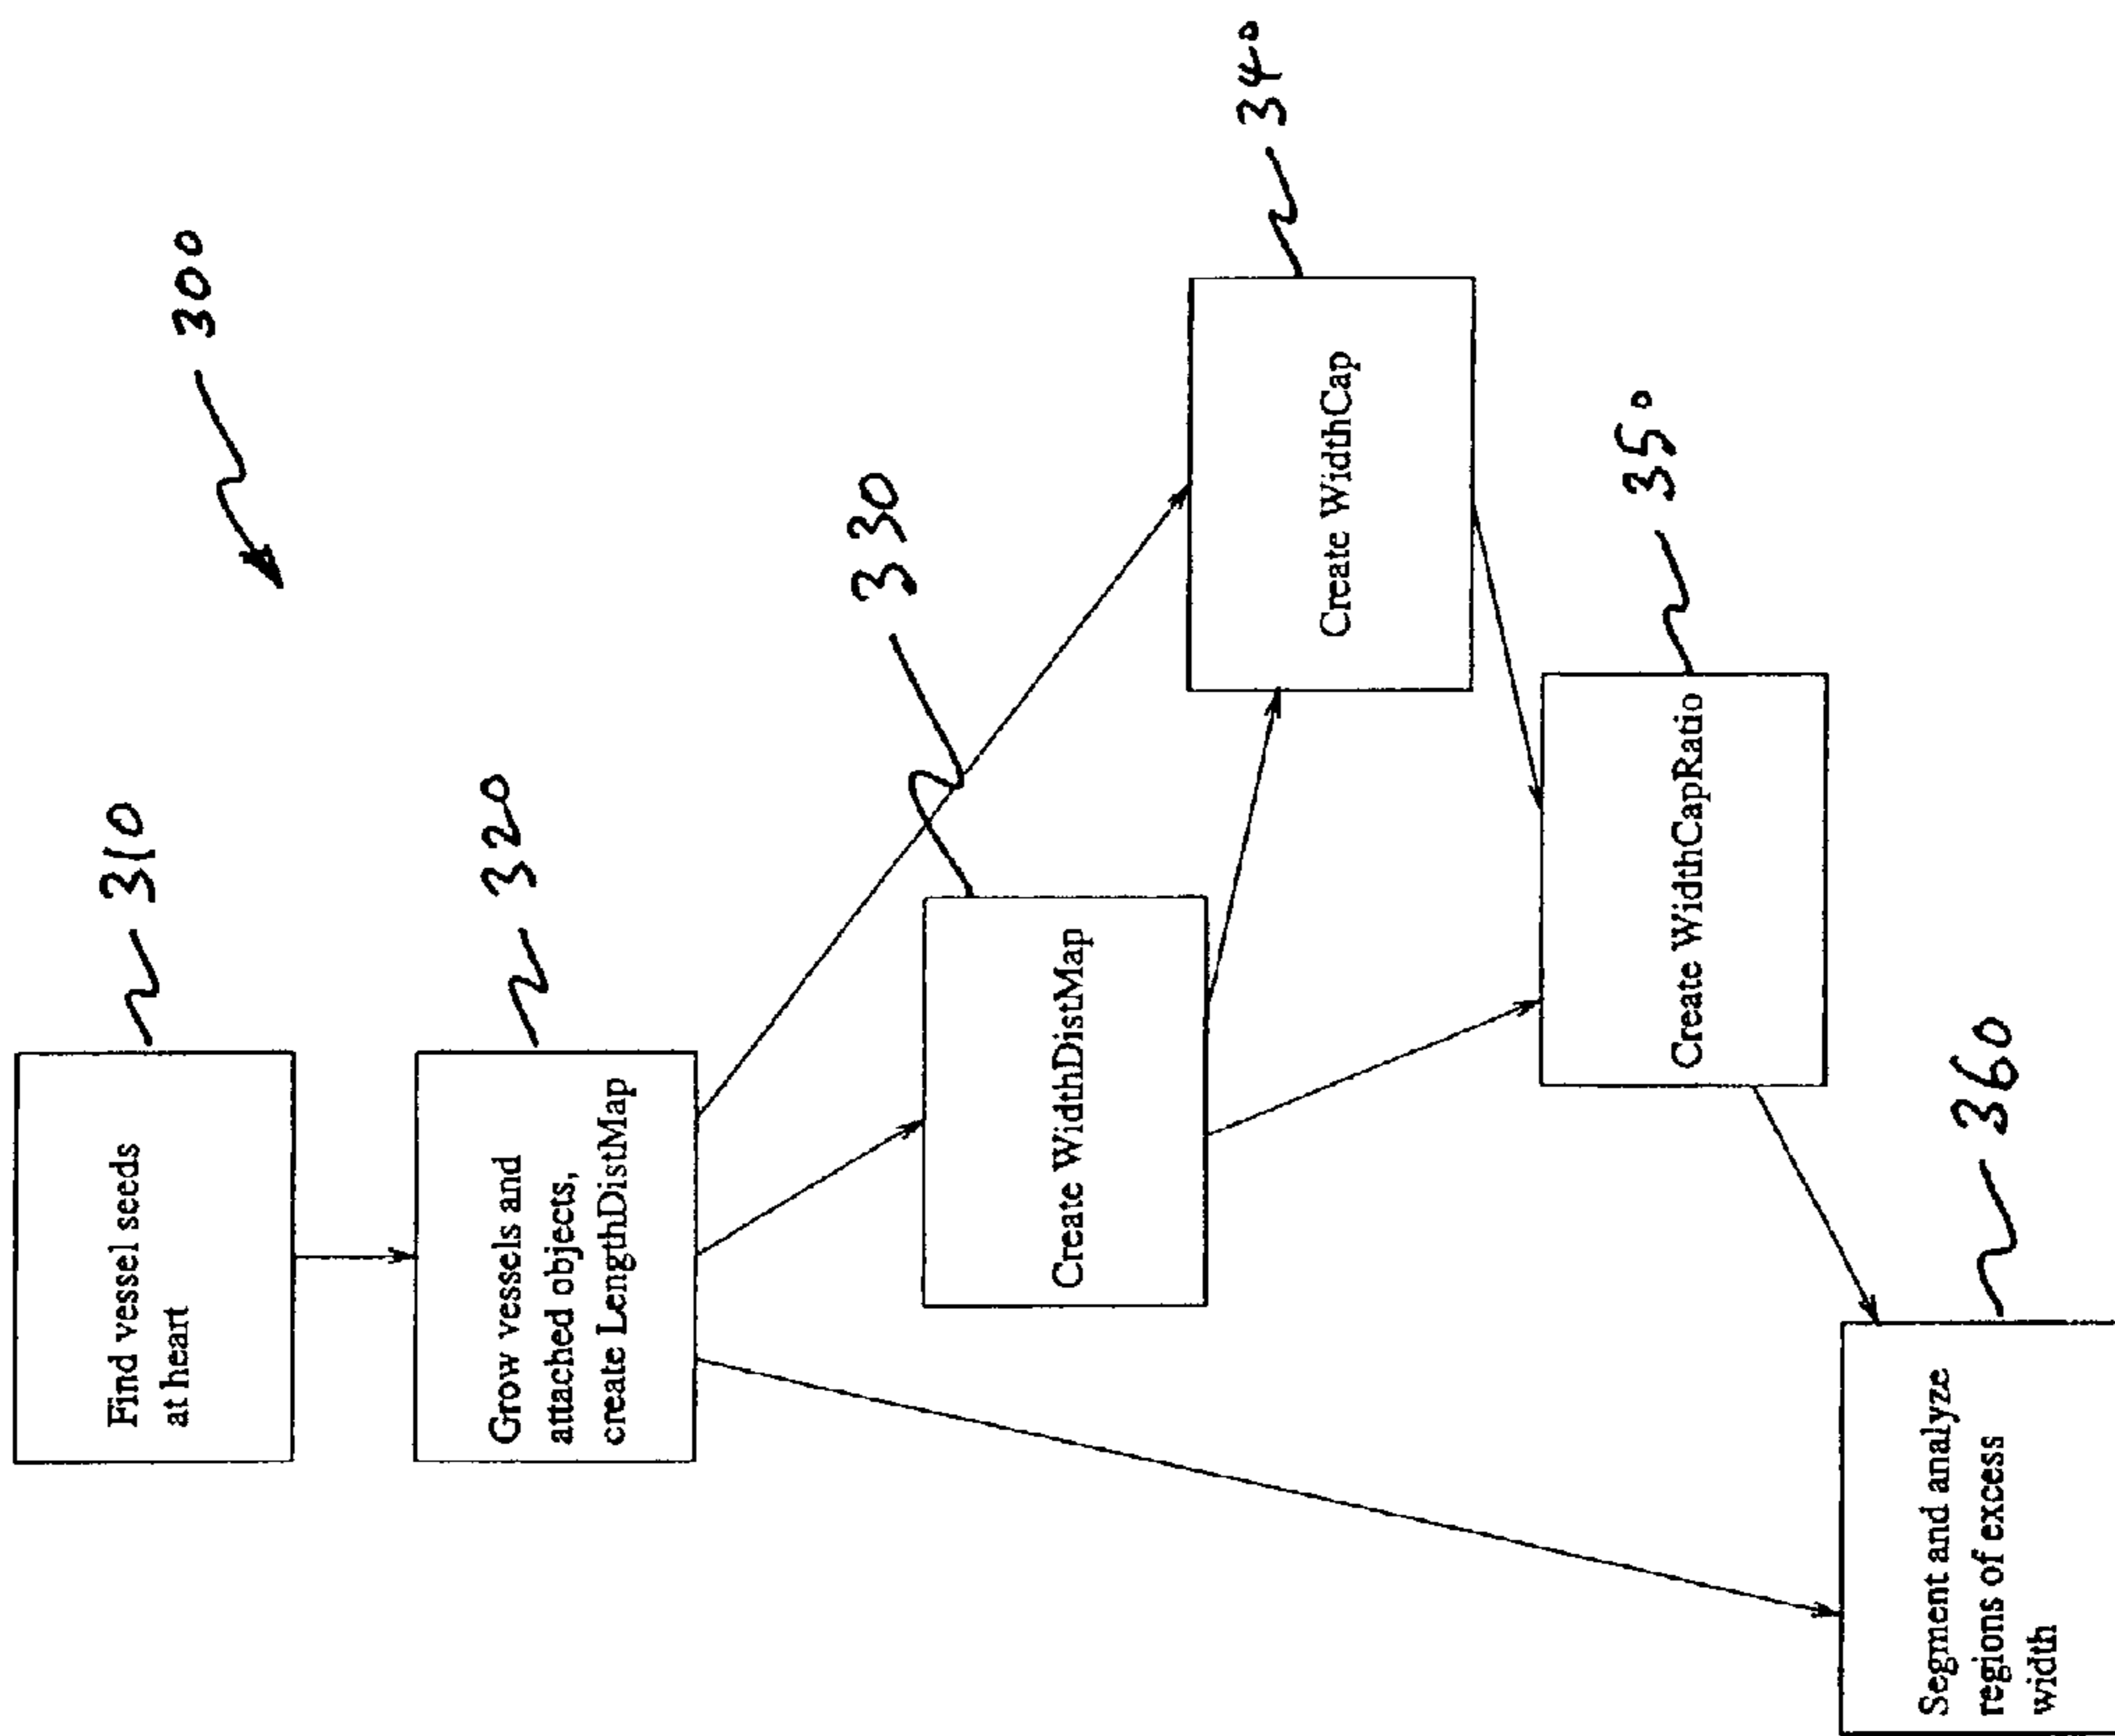 300
310
Find vessel seeds
at heart
320
Grow vessels and
attached objects,
create LengthDistMap
330
Create WidthDistMap
340
Create WidthCap
350
Create WidthCapRatio
360
Segment and analyze
regions of excess
width